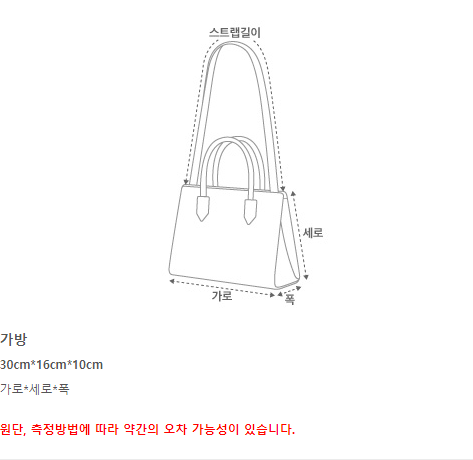 스트랩길이
세로
가로
폭
가방
30cm*16cm*10cm
가로*세로*폭
원단, 측정방법에 따라 약간의 오차 가능성이 있습니다.